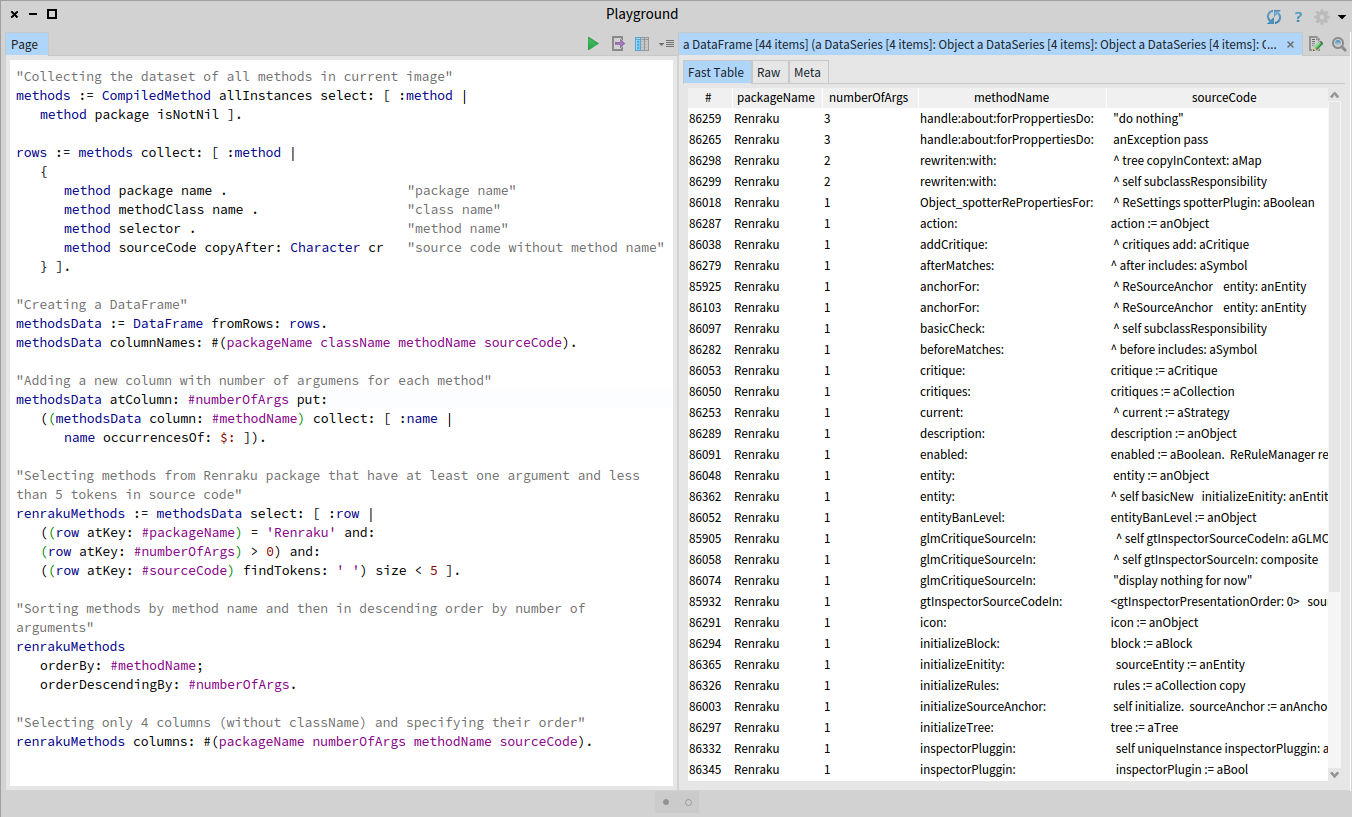 Playground
?
Page
"Collecting the dataset of all methods in current image"
methods := CompiledMethod allInstances select: [ :method |
method package isNotNil ].
rows := methods collect: [ :method |
{
method package name . "package name"
method methodClass name . "class name"
method selector . "method name"
method sourceCode copyAfter: Character cr "source code without method name"
} ].
"Creating a DataFrame"
methodsData := DataFrame fromRows: rows.
methodsData columnNames: #(packageName className methodName sourceCode).
"Adding a new column with number of argumens for each method"
methodsData atColumn: #numberOfArgs put:
((methodsData column: #methodName) collect: [ :name |
name occurrencesOf: $: ]).
"Selecting methods from Renraku package that have at least one argument and less
than 5 tokens in source code"
renrakuMethods := methodsData select: [ :row |
((row atKey: #packageName) = 'Renraku' and:
(row atKey: #numberOfArgs) > 0) and:
((row atKey: #sourceCode) findTokens: ' ') size < 5 ].
"Sorting methods by method name and then in descending order by number of
arguments"
renrakuMethods
orderBy: #methodName;
orderDescendingBy: #numberOfArgs.
"Selecting only 4 columns (without className) and specifying their order"
renrakuMethods columns: #(packageName numberOfArgs methodName sourceCode).
a DataFrame [44 items] (a DataSeries [4 items]: Object a DataSeries [4 items]: Object a DataSeries [4 items]: C...
Fast Table Raw Meta
# packageName numberOfArgs methodName sourceCode
86259 Renraku 3 handle:about:forProppertiesDo: "do nothing"
86265 Renraku 3 handle:about:forProppertiesDo: anException pass
86298 Renraku 2 rewriten:with: ^ tree copyInContext: aMap
86299 Renraku 2 rewriten:with: ^ self subclassResponsibility
86018 Renraku 1 Object_spotterRePropertiesFor: ^ ReSettings spotterPlugin: aBoolean
86287 Renraku 1 action: action := anObject
86038 Renraku 1 addCritique: ^ critiques add: aCritique
86279 Renraku 1 afterMatches: ^ after includes: aSymbol
85925 Renraku 1 anchorFor: ^ ReSourceAnchor entity: anEntity
86103 Renraku 1 anchorFor: ^ ReSourceAnchor entity: anEntity
86097 Renraku 1 basicCheck: ^ self subclassResponsibility
86282 Renraku 1 beforeMatches: ^ before includes: aSymbol
86053 Renraku 1 critique: critique := aCritique
86050 Renraku 1 critiques: critiques := aCollection
86253 Renraku 1 current: ^ current := aStrategy
86289 Renraku 1 description: description := anObject
86091 Renraku 1 enabled: enabled := aBoolean. ReRuleManager re
86048 Renraku 1 entity: entity := anObject
86362 Renraku 1 entity: ^ self basicNew initializeEnitity: anEntit
86052 Renraku 1 entityBanLevel: entityBanLevel := anObject
85905 Renraku 1 glmCritiqueSourceIn: ^ self gtInspectorSourceCodeIn: aGLMC
86058 Renraku 1 glmCritiqueSourceIn: ^ self gtInspectorSourceIn: composite
86074 Renraku 1 glmCritiqueSourceIn: "display nothing for now"
85932 Renraku 1 gtInspectorSourceCodeIn: <gtInspectorPresentationOrder: 0> sou
86291 Renraku 1 icon: icon := anObject
86294 Renraku 1 initializeBlock: block := aBlock
86365 Renraku 1 initializeEnitity: sourceEntity := anEntity
86326 Renraku 1 initializeRules: rules := aCollection copy
86003 Renraku 1 initializeSourceAnchor: self initialize. sourceAnchor := anAncho
86297 Renraku 1 initializeTree: tree := aTree
86332 Renraku 1 inspectorPluggin: self uniqueInstance inspectorPluggin: a
86345 Renraku 1 inspectorPluggin: inspectorPlugin := aBool